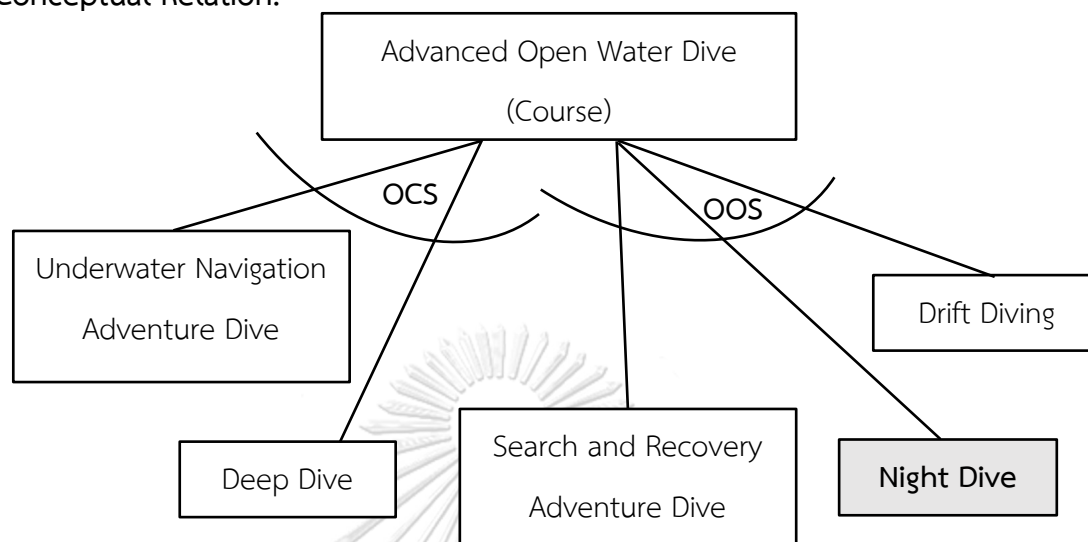 Conceptual Relation:
Advanced Open Water Dive
(Course)
OCS
OOS
Underwater Navigation
Adventure Dive
Drift Diving
Deep Dive
Search and Recovery
Adventure Dive
Night Dive